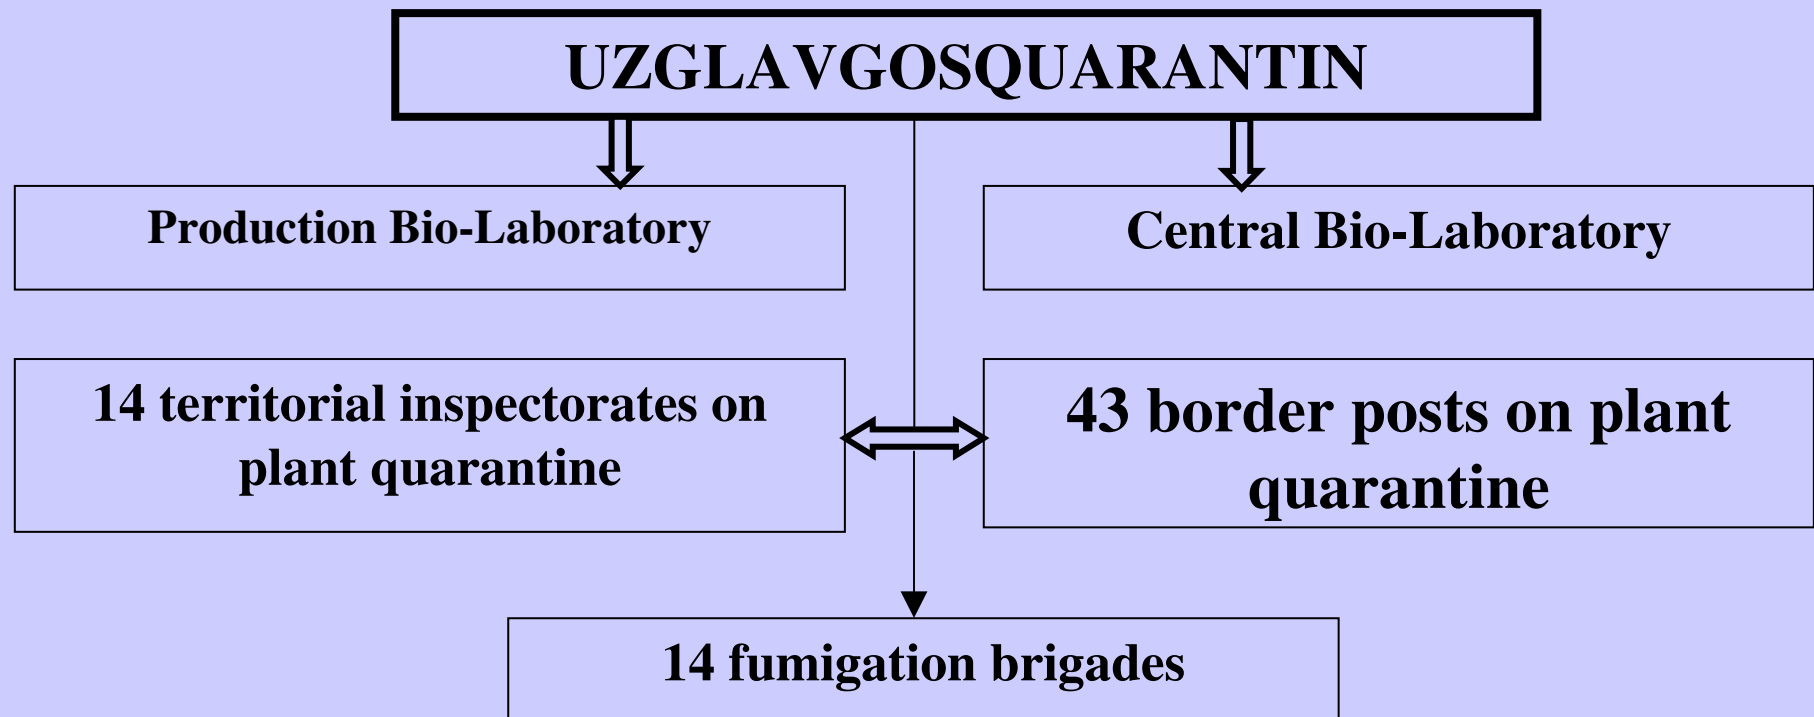 UZGLAVGOSQUARANTIN
Production Bio-Laboratory
Central Bio-Laboratory
14 territorial inspectorates on
plant quarantine
43 border posts on plant
quarantine
14 fumigation brigades